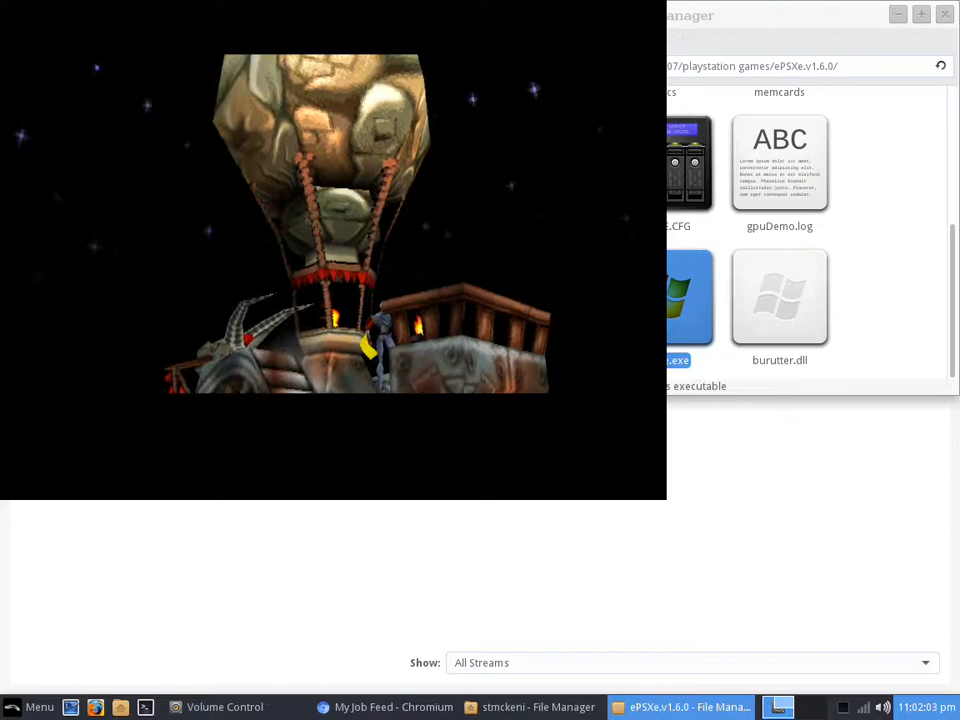 anager
07/playstation games/ePSXe.v1.6.0/
cs
memcards
ABC
E.CFG
gpuDemo.log
e.exe
burutter.dll
s executable
Show:
All Streams
Menu
Volume Control
My Job Feed - Chromium
stmckeni - File Manager
ePSXe.v1.6.0 - File Mana...
11:02:03 pm